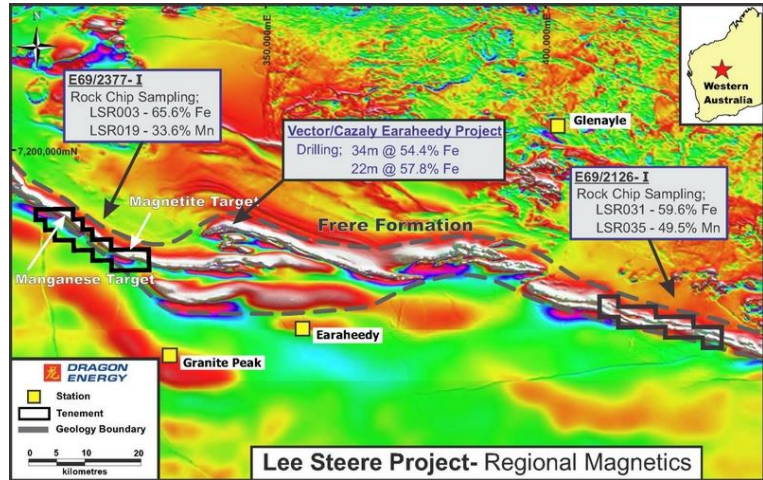 350,000mE
400,000mE
E69/2377- I
Rock Chip Sampling;
LSR003 - 65.6% Fe
LSR019 - 33.6% Mn
Western
Australia
Glenayle
Vector/Cazaly Earaheedy Project
Drilling; 34m @ 54.4% Fe
22m @ 57.8% Fe
7,200,000mN
E69/2126- I
Rock Chip Sampling;
LSR031 - 59.6% Fe
LSR035 - 49.5% Mn
Magnetite Target
Frere Formation
Manganese Target
Earaheedy
Granite Peak
龙 DRAGON
ENERGY
Station
Tenement
Geology Boundary
0 5 10 20
kilometres
Lee Steere Project- Regional Magnetics